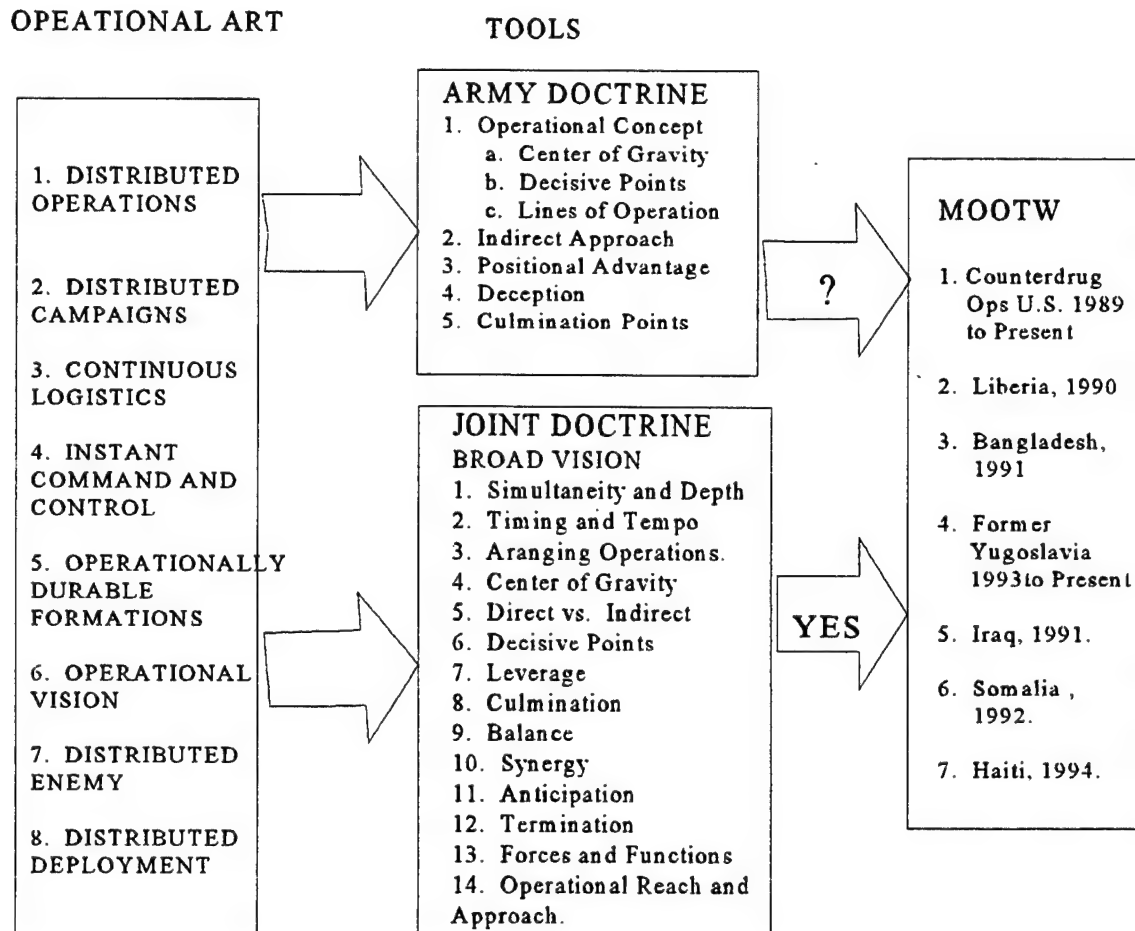 OPEATIONAL ART
TOOLS
1. DISTRIBUTED
OPERATIONS
2. DISTRIBUTED
CAMPAIGNS
3. CONTINUOUS
LOGISTICS
4. INSTANT
COMMAND AND
CONTROL
5. OPERATIONALLY
DURABLE
FORMATIONS
6. OPERATIONAL
VISION
7. DISTRIBUTED
ENEMY
8. DISTRIBUTED
DEPLOYMENT
ARMY DOCTRINE
1. Operational Concept
a. Center of Gravity
b. Decisive Points
c. Lines of Operation
2. Indirect Approach
3. Positional Advantage
4. Deception
5. Culmination Points
JOINT DOCTRINE
BROAD VISION
1. Simultaneity and Depth
2. Timing and Tempo
3. Aranging Operations.
4. Center of Gravity
5. Direct vs. Indirect
6. Decisive Points
7. Leverage
8. Culmination
9. Balance
10. Synergy
11. Anticipation
12. Termination
13. Forces and Functions
14. Operational Reach and
Approach.
?
YES
MOOTW
1. Counterdrug
Ops U.S. 1989
to Present
2. Liberia, 1990
3. Bangladesh,
1991
4. Former
Yugoslavia
1993to Present
5. Iraq, 1991.
6. Somalia ,
1992.
7. Haiti, 1994.